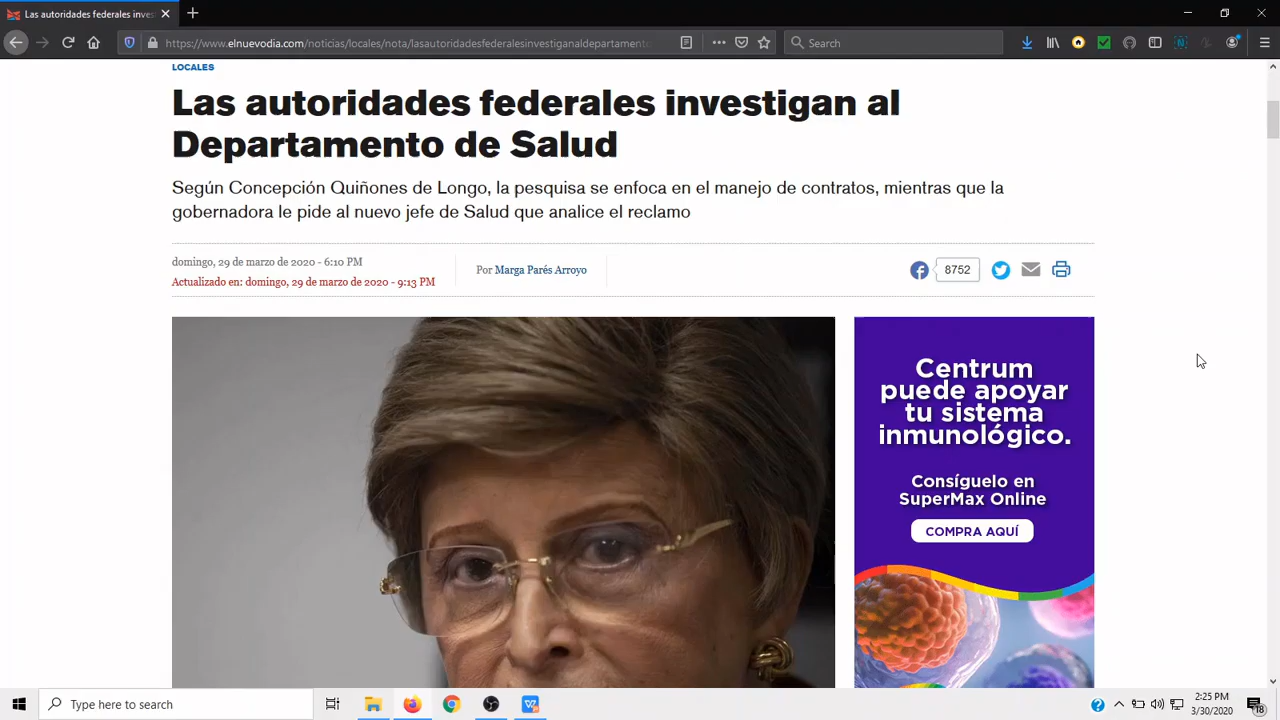 Las autoridades federales inves
https://www.elnuevodia.com/noticias/locales/nota/lasautoridadesfederalesinvestiganaldepartamento
Search
LOCALES
Las autoridades federales investigan al
Departamento de Salud
Según Concepción Quiñones de Longo, la pesquisa se enfoca en el manejo de contratos, mientras que la
gobernadora le pide al nuevo jefe de Salud que analice el reclamo
domingo, 29 de marzo de 2020 - 6:10 PM
Actualizado en: domingo, 29 de marzo de 2020 - 9:13 PM
Por Marga Parés Arroyo
8752
Centrum
puede apoyar
tu sistema
inmunológico.
Consíguelo en
SuperMax Online
COMPRA AQUÍ
Type here to search
2:25 PM
3/30/2020
18